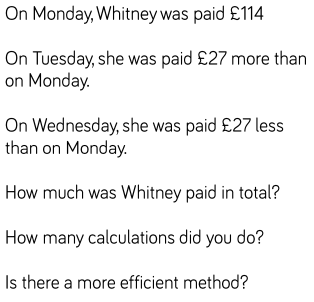 On Monday, Whitney was paid £114
On Tuesday, she was paid £27 more than
on Monday.
On Wednesday, she was paid £27 less
than on Monday.
How much was Whitney paid in total?
How many calculations did you do?
Is there a more efficient method?